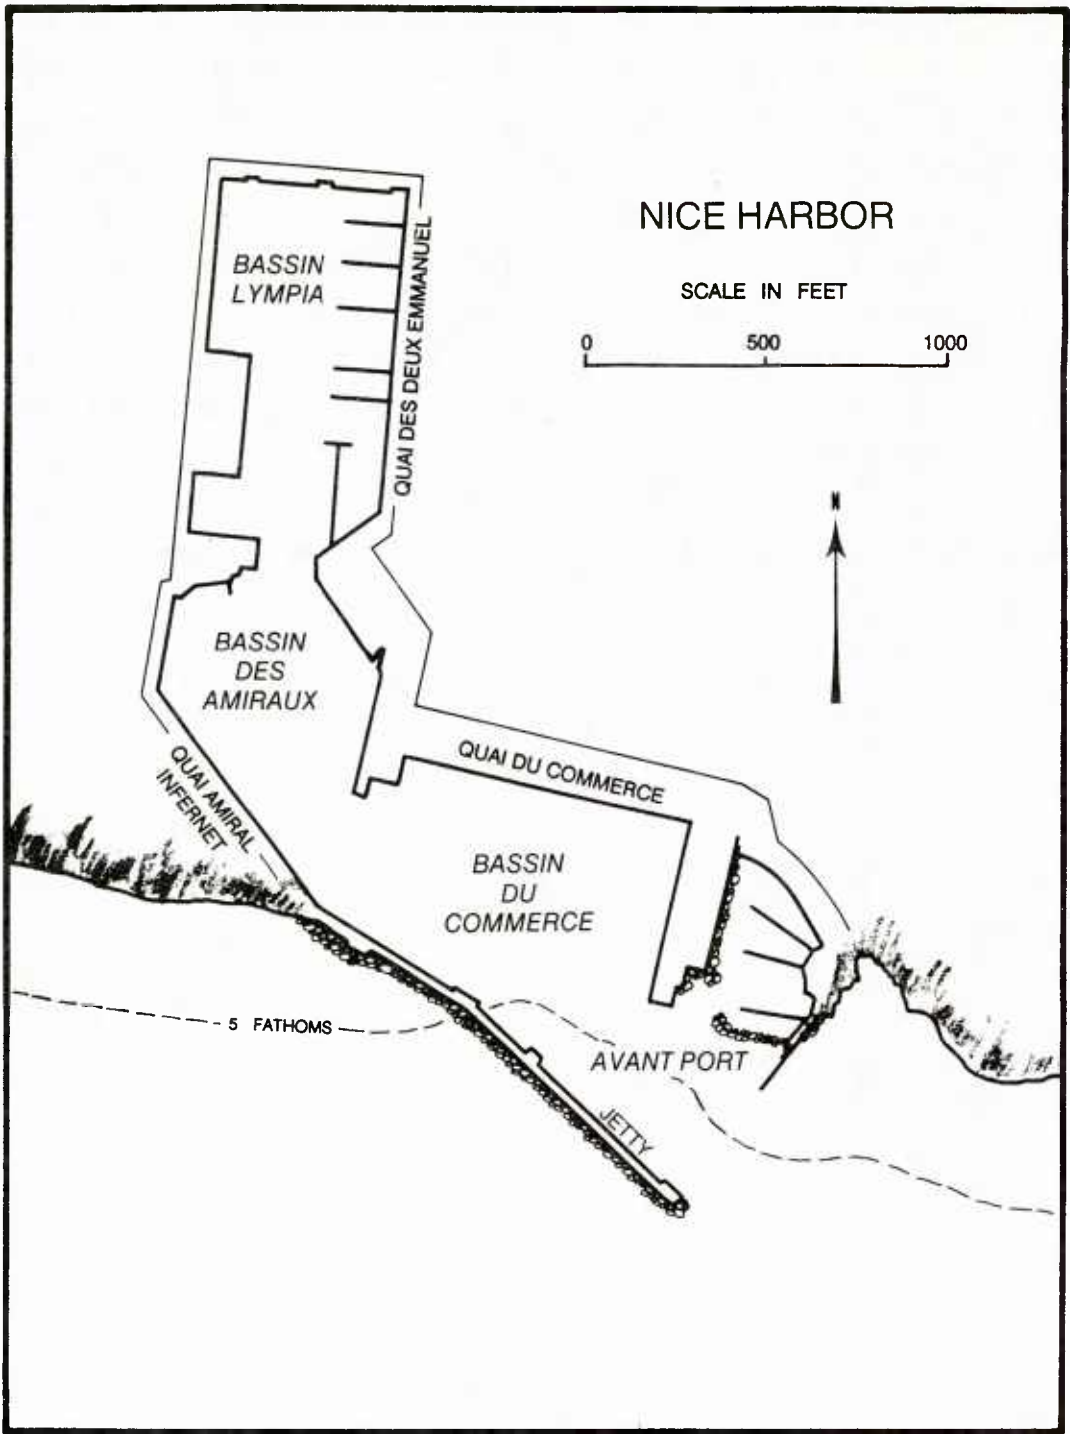 NICE HARBOR
SCALE IN FEET
0 500 1000
BASSIN
LYMPIA
QUAI DES DEUX EMMANUEL
N
BASSIN
DES
AMIRAUX
QUAI DU COMMERCE
QUAI AMIRAL
INFERNET
BASSIN
DU
COMMERCE
5 FATHOMS
AVANT PORT
JETTY